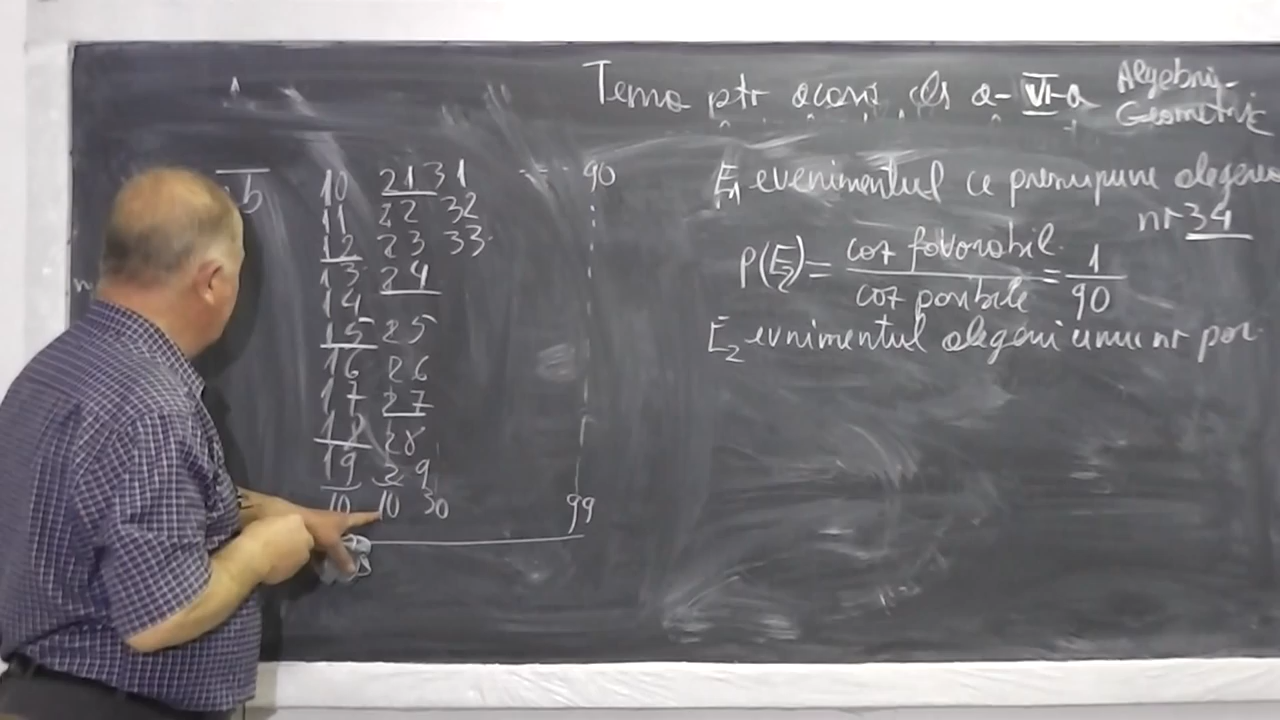 Tema ptr acasă cls a-VI-a Algebră-
Geometrie
E1 evenimentul ce presupune alegerea
nr 34
P(E2) = caz favorabil / caz posibile = 1/90
E2 evnimentul alegerii unui nr par
b
10 21 31 --- 90
11 22 32
12 23 33
13 24
14
15 25
16 26
17 27
18 28
19 29
10 10 30 99